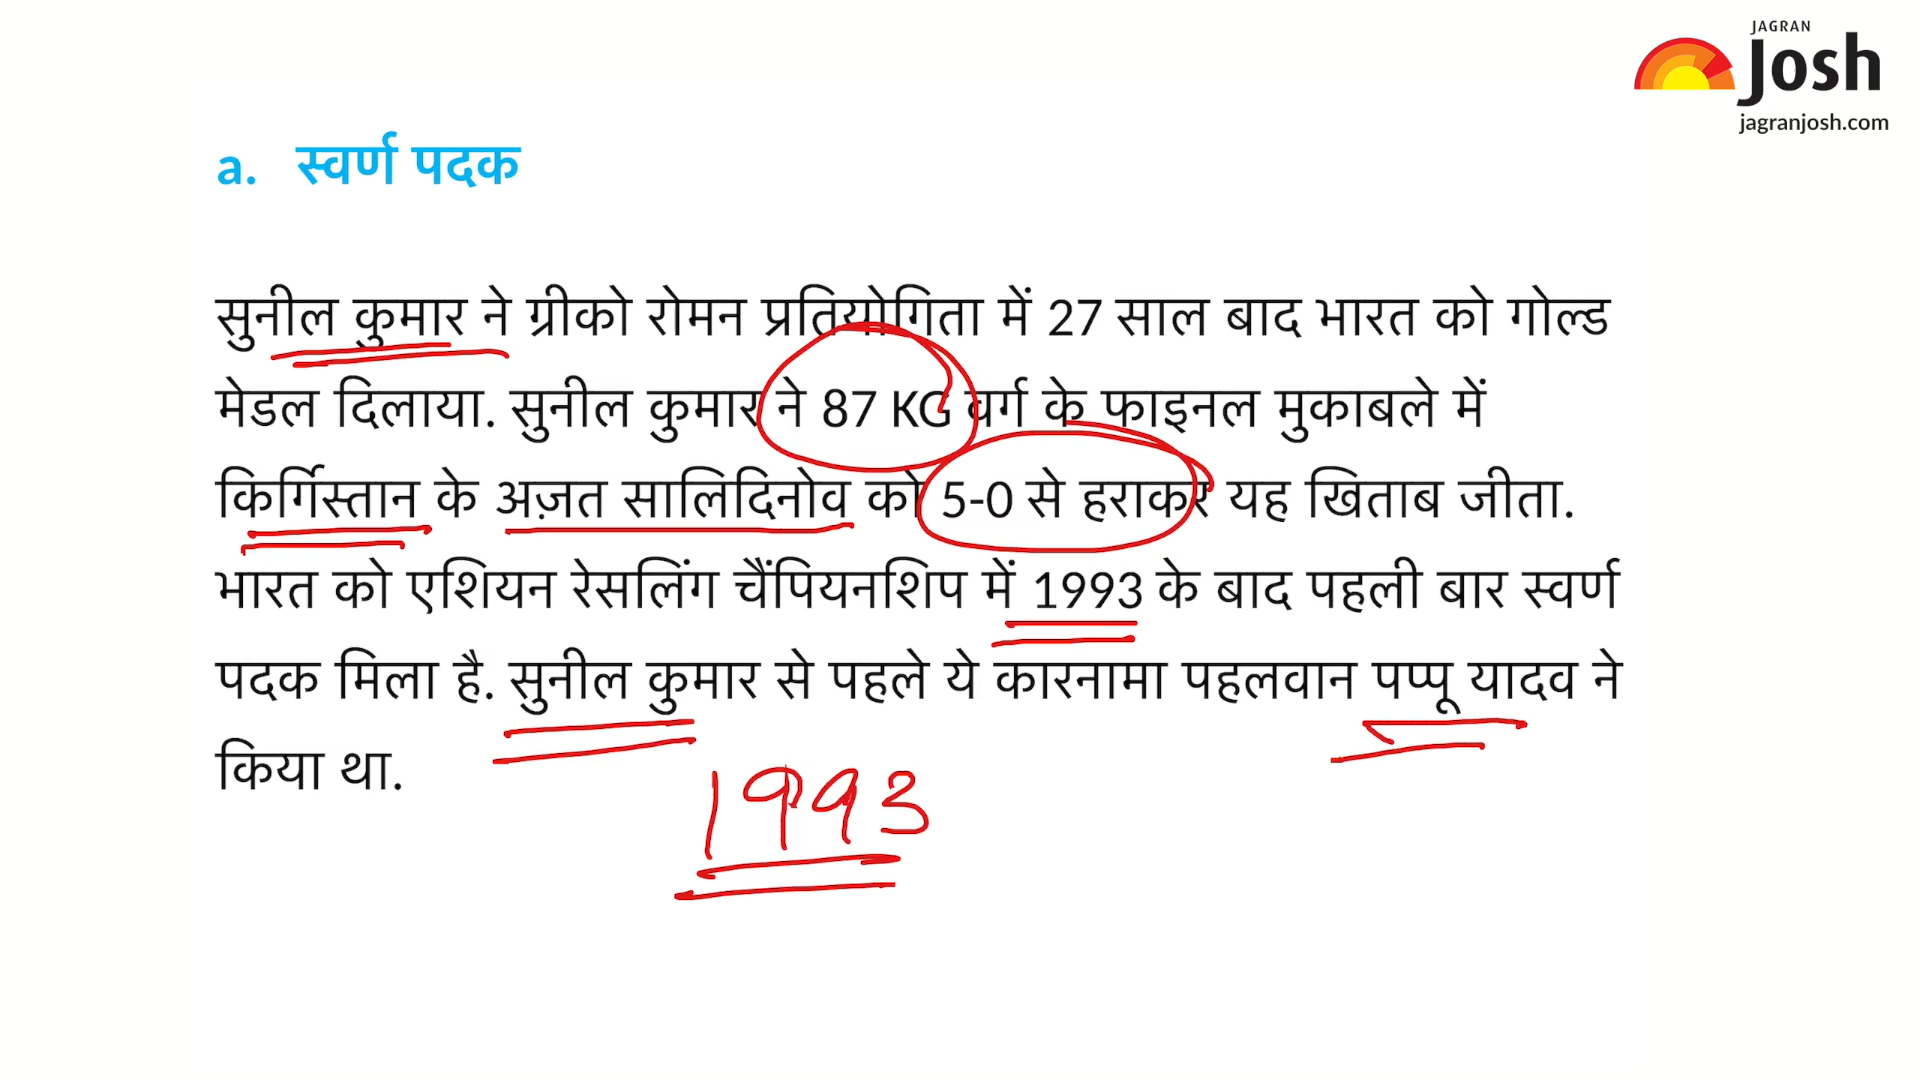 JAGRAN
Josh
jagranjosh.com
a. स्वर्ण पदक
सुनील कुमार ने ग्रीको रोमन प्रतियोगिता में 27 साल बाद भारत को गोल्ड
मेडल दिलाया. सुनील कुमार ने 87 KG वर्ग के फाइनल मुकाबले में
किर्गिस्तान के अज़त सालिदिनोव को 5-0 से हराकर यह खिताब जीता.
भारत को एशियन रेसलिंग चैंपियनशिप में 1993 के बाद पहली बार स्वर्ण
पदक मिला है. सुनील कुमार से पहले ये कारनामा पहलवान पप्पू यादव ने
किया था.
1993